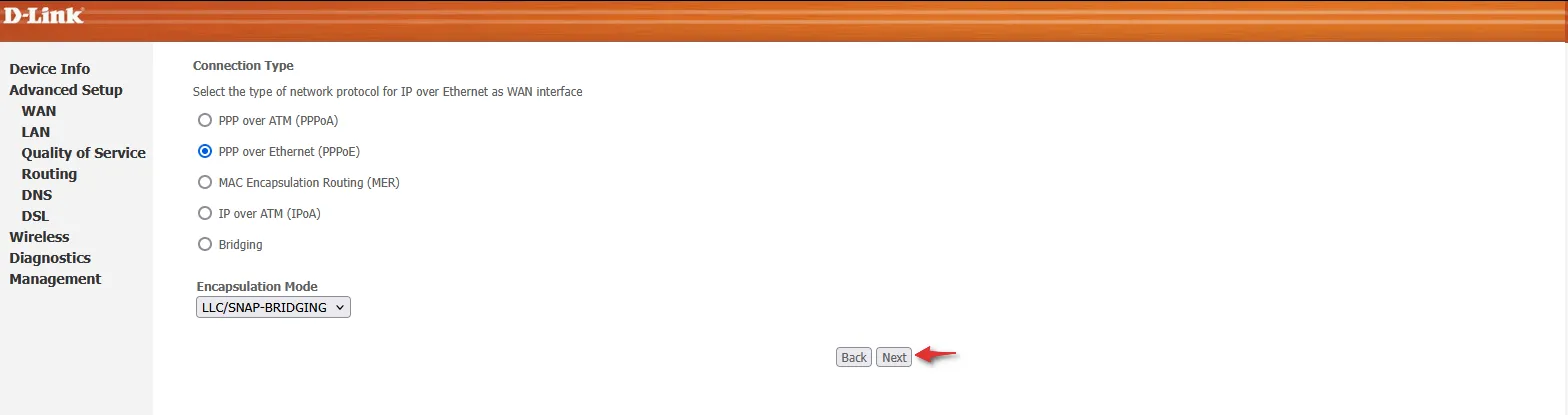 D-Link
Device Info
Advanced Setup
WAN
LAN
Quality of Service
Routing
DNS
DSL
Wireless
Diagnostics
Management
Connection Type
Select the type of network protocol for IP over Ethernet as WAN interface
PPP over ATM (PPPoA)
PPP over Ethernet (PPPoE)
MAC Encapsulation Routing (MER)
IP over ATM (IPoA)
Bridging
Encapsulation Mode
LLC/SNAP-BRIDGING
Back Next